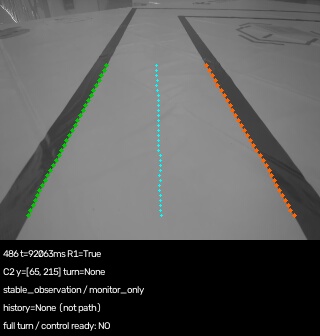 486 t=92063ms R1=True
C2 y=[65, 215] turn=None
stable_observation / monitor_only
history=None (not path)
full turn / control ready: NO